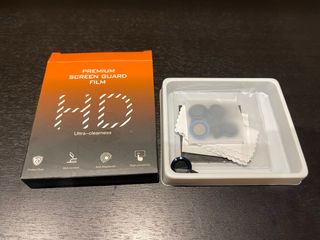 PREMIUM
SCREEN GUARD
FILM
HD
Ultra-clearness